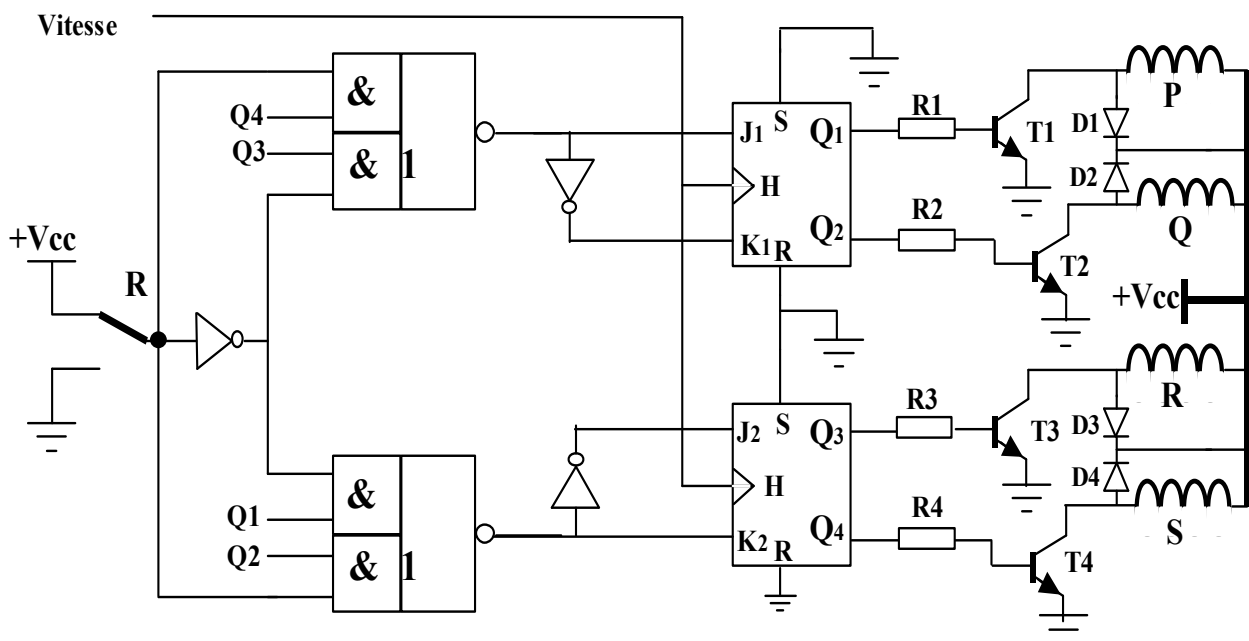 Vitesse
&
Q4
Q3
&
1
J1
S
Q1
H
K1
R
Q2
R1
T1
D1
P
D2
R2
T2
Q
+Vcc
R
+Vcc
&
Q1
Q2
&
1
J2
S
Q3
H
K2
R
Q4
R3
T3
D3
R
D4
R4
T4
S